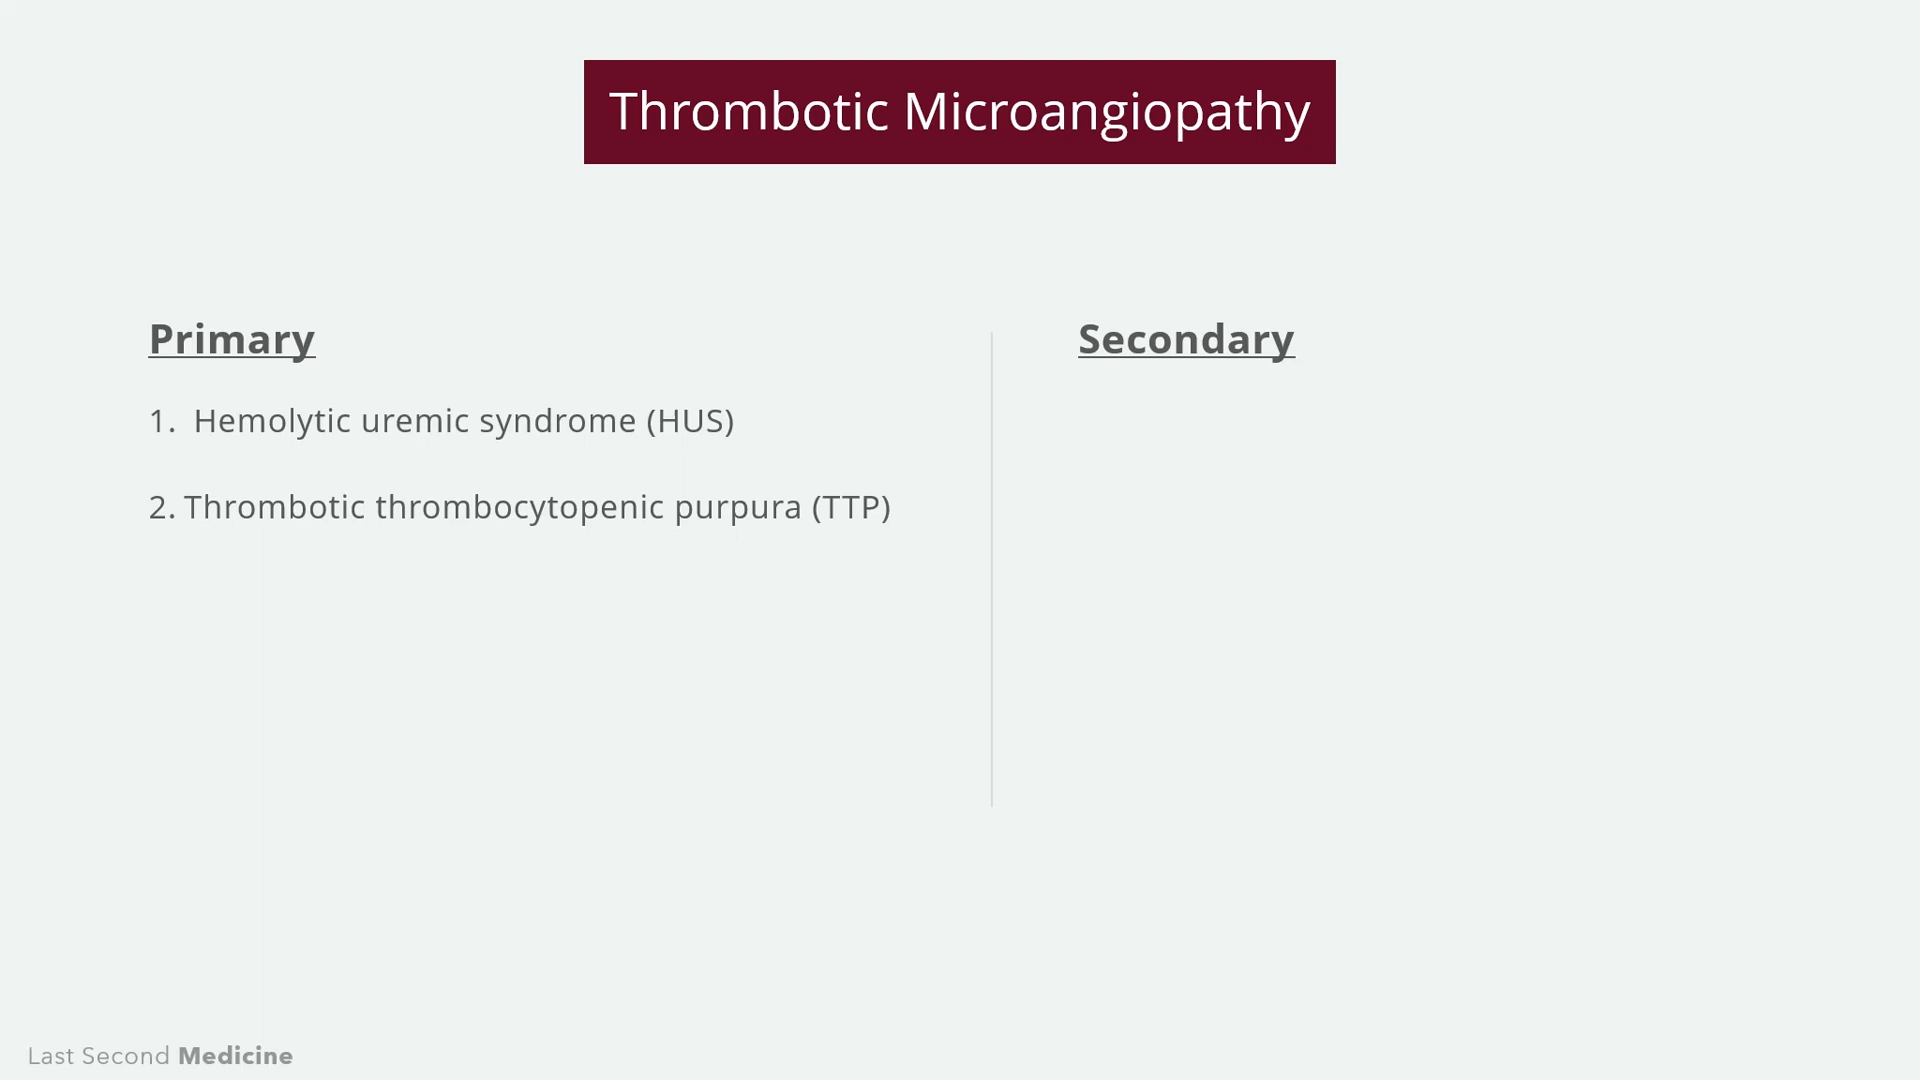 Thrombotic Microangiopathy
Primary
1. Hemolytic uremic syndrome (HUS)
2. Thrombotic thrombocytopenic purpura (TTP)
Secondary
Last Second Medicine